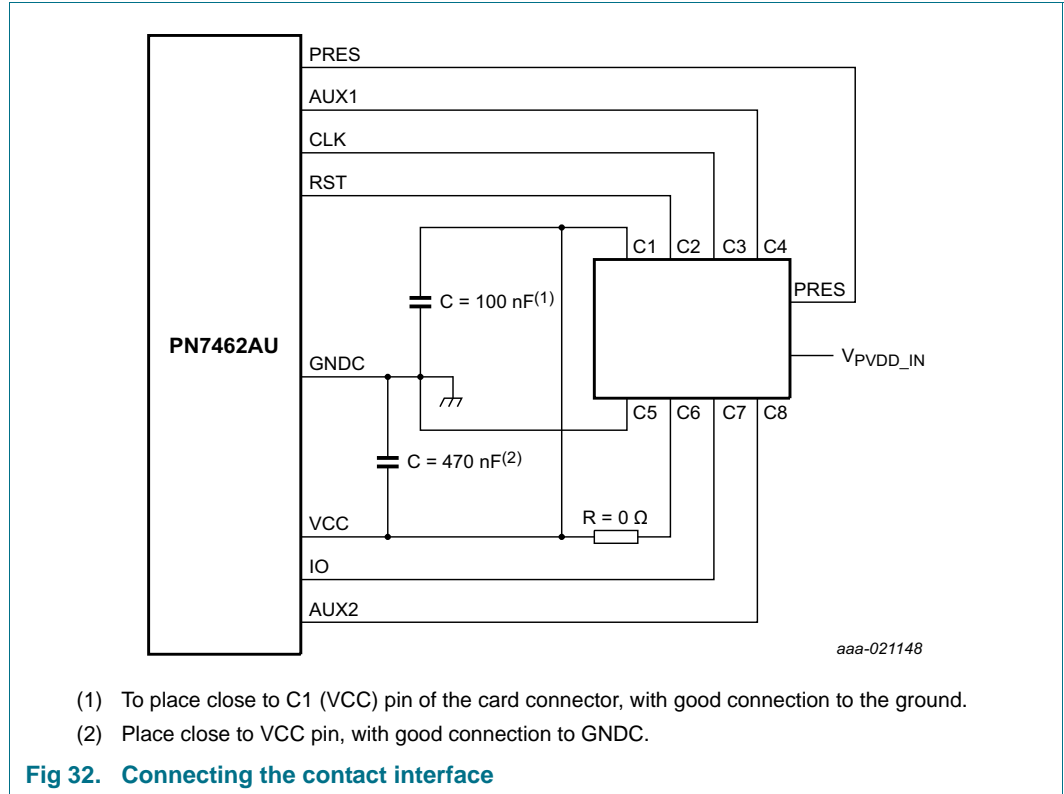 PRES
AUX1
CLK
RST
C1 C2 C3 C4
C = 100 nF(1)
PRES
PN7462AU
GNDC
VPVDD_IN
C5 C6 C7 C8
C = 470 nF(2)
R = 0 Ω
VCC
IO
AUX2
aaa-021148
(1) To place close to C1 (VCC) pin of the card connector, with good connection to the ground.
(2) Place close to VCC pin, with good connection to GNDC.
Fig 32. Connecting the contact interface